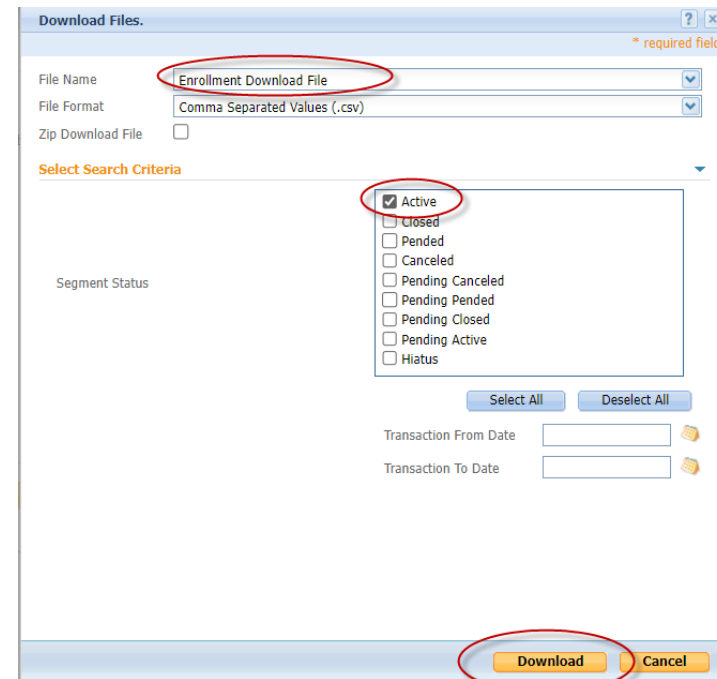 Download Files.
? x
* required field
File Name Enrollment Download File
File Format Comma Separated Values (.csv)
Zip Download File
Select Search Criteria
Segment Status
Active
Closed
Pended
Canceled
Pending Canceled
Pending Pended
Pending Closed
Pending Active
Hiatus
Select All Deselect All
Transaction From Date
Transaction To Date
Download Cancel